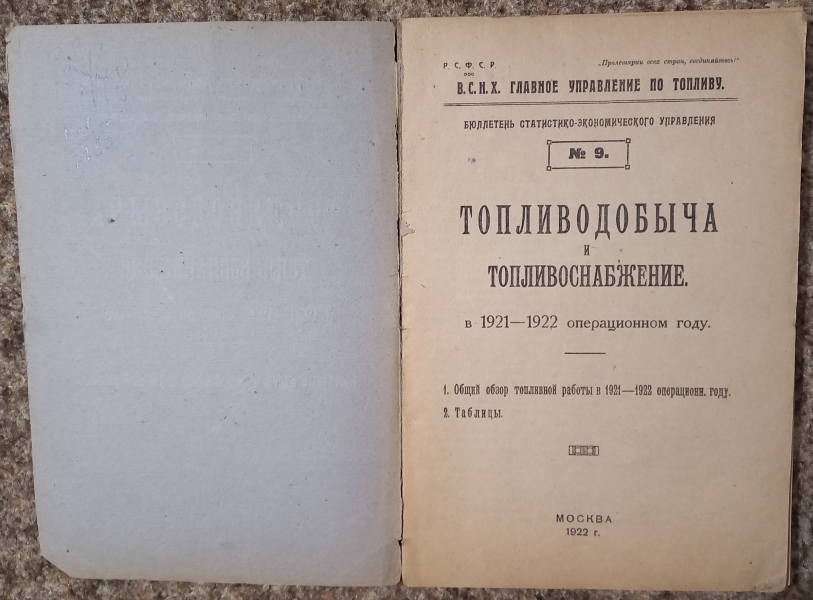 Р. С. Ф. С. Р.
„Пролетарии всех стран, соединяйтесь!"
В.С.Н.Х. ГЛАВНОЕ УПРАВЛЕНИЕ ПО ТОПЛИВУ.
БЮЛЛЕТЕНЬ СТАТИСТИКО-ЭКОНОМИЧЕСКОГО УПРАВЛЕНИЯ
№ 9.
ТОПЛИВОДОБЫЧА
и
ТОПЛИВОСНАБЖЕНИЕ.
в 1921—1922 операционном году.
1. Общий обзор топливной работы в 1921—1922 операционн. году.
2. Таблицы.
МОСКВА
1922 г.